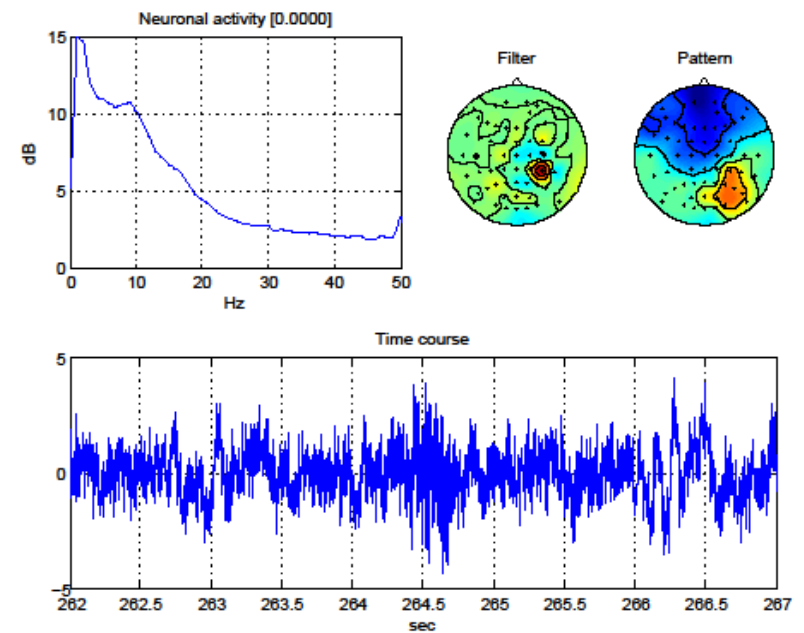 Neuronal activity [0.0000]
15
10
5
0
dB
0 10 20 30 40 50
Hz
Filter
Pattern
Time course
5
0
−5
262 262.5 263 263.5 264 264.5 265 265.5 266 266.5 267
sec